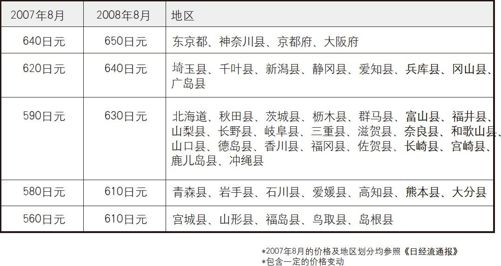 2007年8月 2008年8月 地区
640日元 650日元 东京都、神奈川县、京都府、大阪府
620日元 640日元 埼玉县、千叶县、新潟县、静冈县、爱知县、兵库县、冈山县、
广岛县
590日元 630日元 北海道、秋田县、茨城县、枥木县、群马县、富山县、福井县、
山梨县、长野县、岐阜县、三重县、滋贺县、奈良县、和歌山县、
山口县、德岛县、香川县、福冈县、佐贺县、长崎县、宫崎县、
鹿儿岛县、冲绳县
580日元 610日元 青森县、岩手县、石川县、爱媛县、高知县、熊本县、大分县
560日元 610日元 宫城县、山形县、福岛县、鸟取县、岛根县
*2007年8月的价格及地区划分均参照《日经流通报》
*包含一定的价格变动